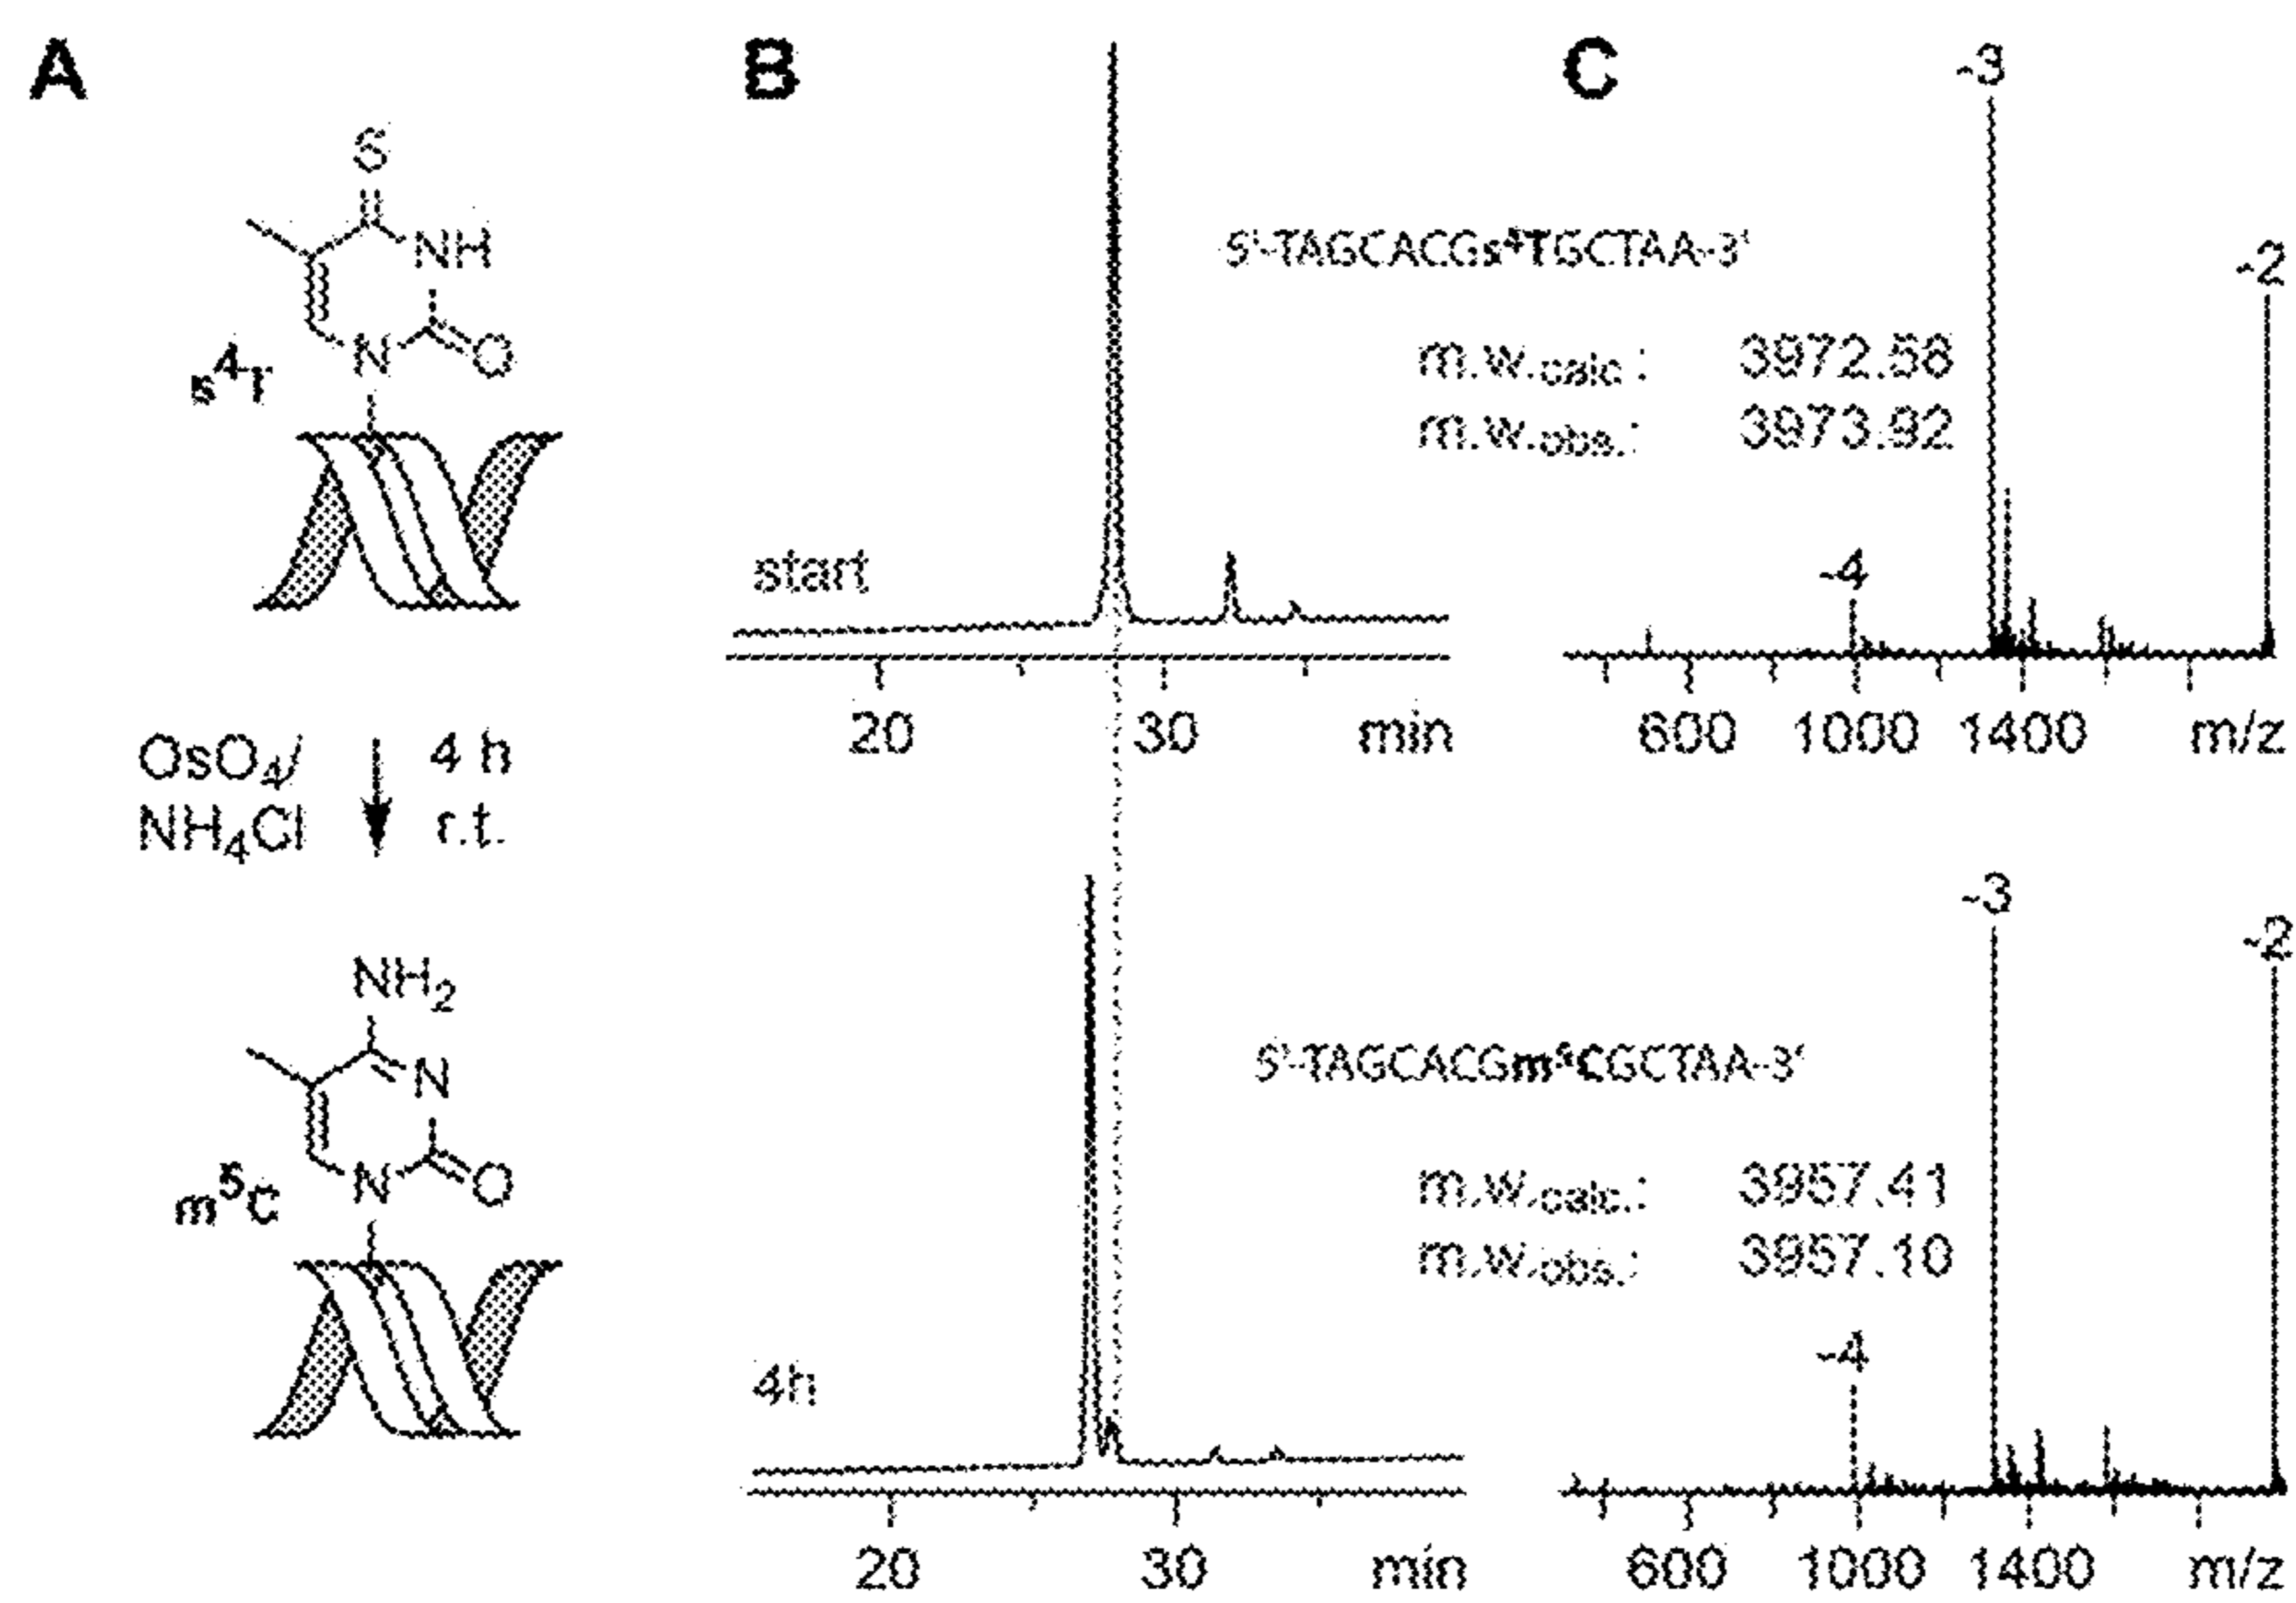 A
S
NH
N
O
s⁴T
OsO₄/
NH₄Cl
4 h
r.t.
NH₂
N
N
O
m⁵C
B
start
20 30 min
4h
20 30 min
C
-3
-2
5'-TAGCACGs⁴TGCTAA-3'
m.w.calc.: 3972.58
m.w.obs.: 3973.92
-4
600 1000 1400 m/z
-3
-2
5'-TAGCACGm⁵CGCTAA-3'
m.w.calc.: 3957.41
m.w.obs.: 3957.10
-4
600 1000 1400 m/z